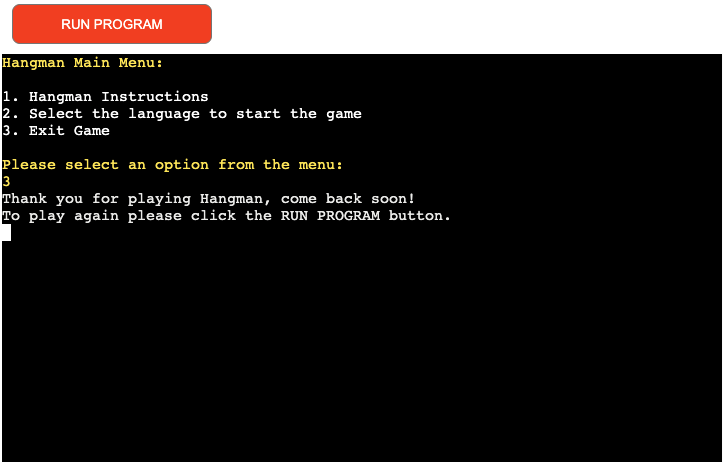 RUN PROGRAM
Hangman Main Menu:
1. Hangman Instructions
2. Select the language to start the game
3. Exit Game
Please select an option from the menu:
3
Thank you for playing Hangman, come back soon!
To play again please click the RUN PROGRAM button.